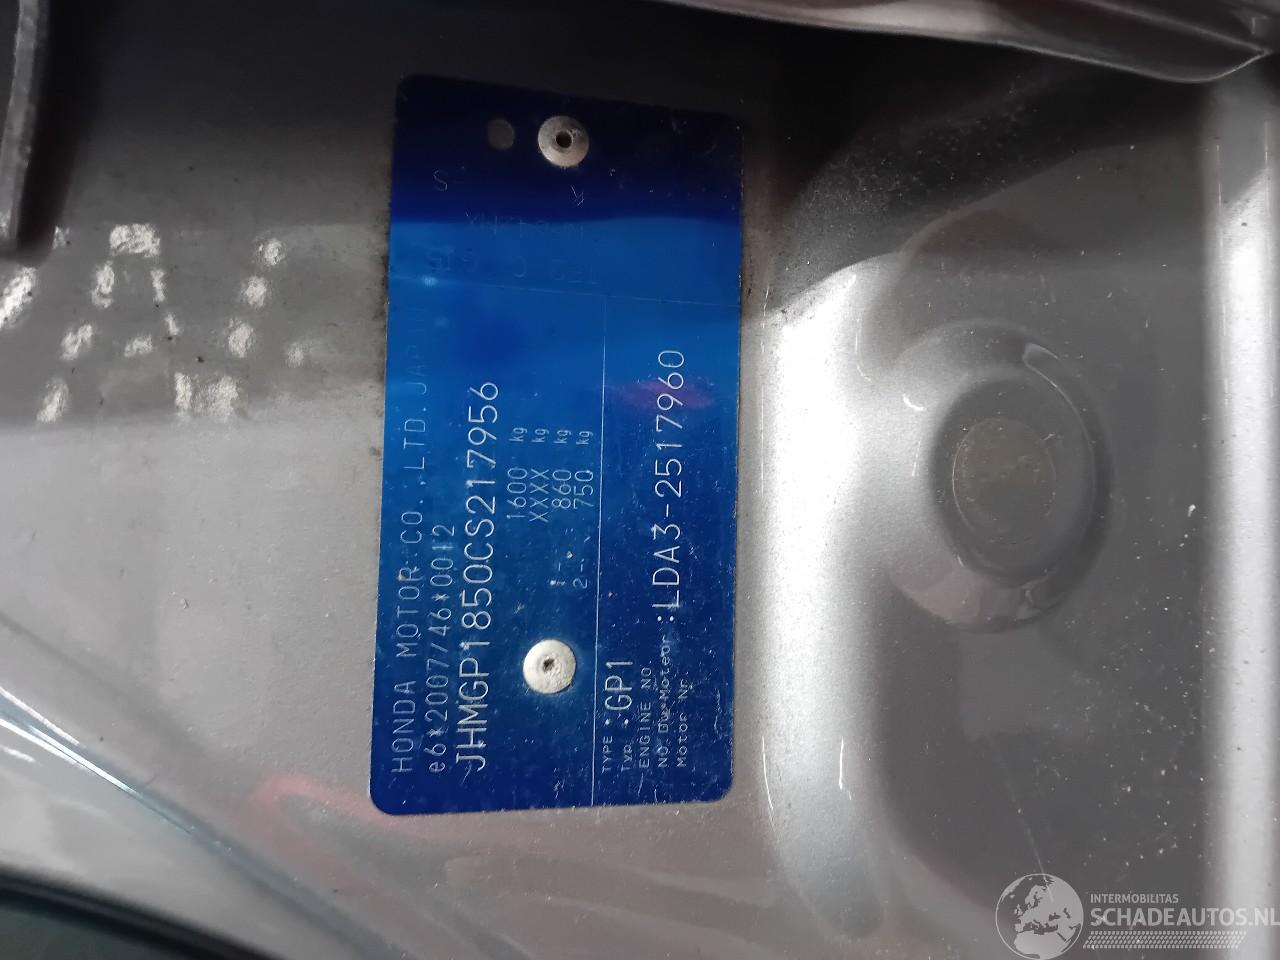 HONDA MOTOR CO.,LTD.JAPAN
e6*2007/46*0012
JHMGP1850CS217956
1600 kg
XXXX kg
1- 860 kg
2- 750 kg
TYPE
Typ :GP1
ENGINE NO
NO Du Moteur :LDA3-2517960
Motor Nr.
INTERMOBILITAS
SCHADEAUTOS.NL